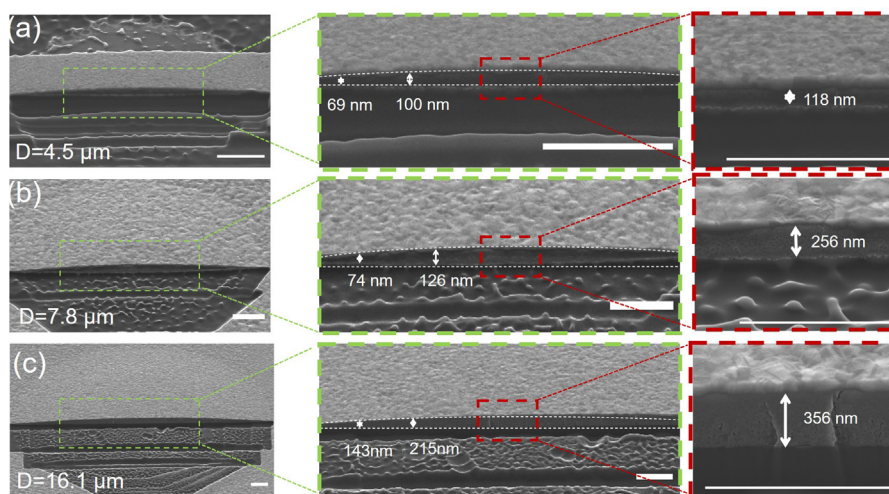 (a)
69 nm
100 nm
118 nm
D=4.5 μm
(b)
74 nm
126 nm
256 nm
D=7.8 μm
(c)
143nm
215nm
356 nm
D=16.1 μm